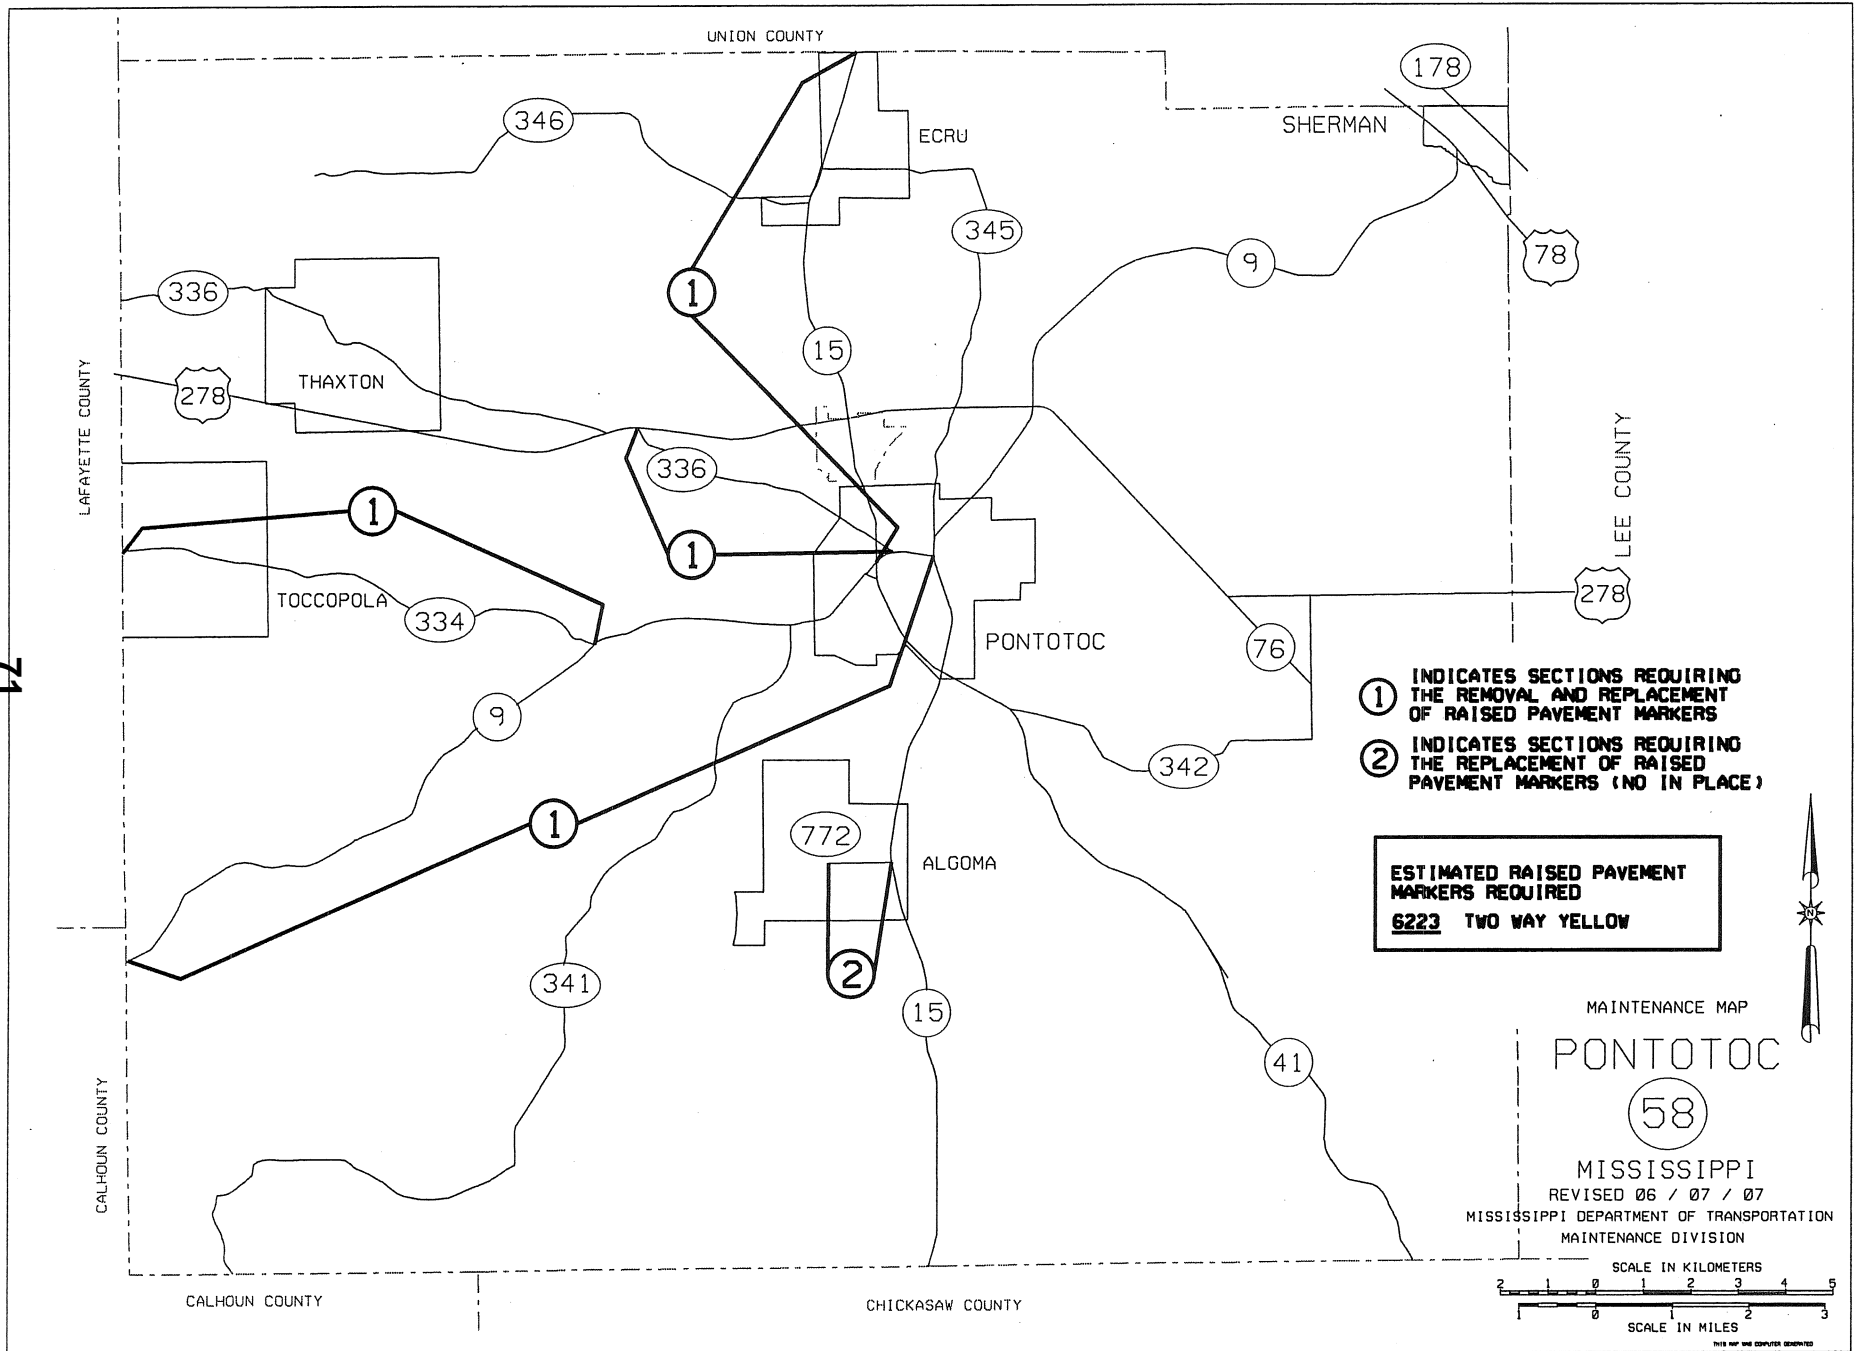 UNION COUNTY
178
346
ECRU
SHERMAN
345
9
78
336
1
15
LAFAYETTE COUNTY
278
THAXTON
336
LEE COUNTY
1
1
278
TOCCOPOLA
334
PONTOTOC
76
71
9
342
1
772
ALGOMA
341
2
15
41
1 INDICATES SECTIONS REQUIRING
THE REMOVAL AND REPLACEMENT
OF RAISED PAVEMENT MARKERS
2 INDICATES SECTIONS REQUIRING
THE REPLACEMENT OF RAISED
PAVEMENT MARKERS (NO IN PLACE)
ESTIMATED RAISED PAVEMENT
MARKERS REQUIRED
6223 TWO WAY YELLOW
N
CALHOUN COUNTY
MAINTENANCE MAP
PONTOTOC
58
MISSISSIPPI
REVISED 06 / 07 / 07
MISSISSIPPI DEPARTMENT OF TRANSPORTATION
MAINTENANCE DIVISION
SCALE IN KILOMETERS
2 1 0 1 2 3 4 5
1 0 1 2 3
SCALE IN MILES
THIS MAP WAS COMPUTER GENERATED
CALHOUN COUNTY
CHICKASAW COUNTY